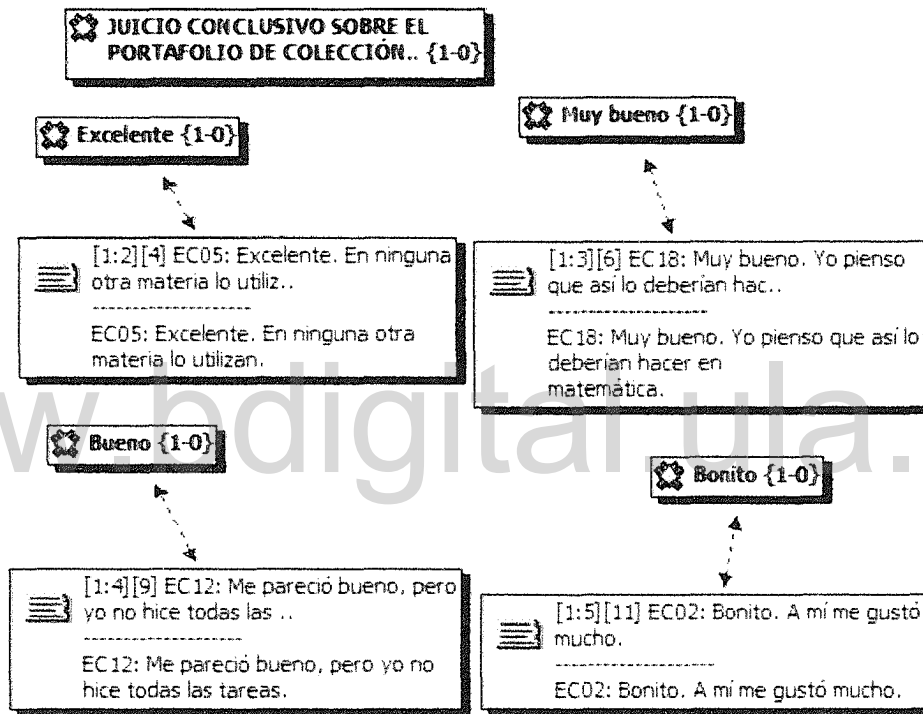 JUICIO CONCLUSIVO SOBRE EL
PORTAFOLIO DE COLECCIÓN.. {1-0}
Excelente {1-0}
Muy bueno {1-0}
[1:2][4] EC05: Excelente. En ninguna
otra materia lo utiliz..
--------------------
EC05: Excelente. En ninguna otra
materia lo utilizan.
[1:3][6] EC18: Muy bueno. Yo pienso
que así lo deberían hac..
--------------------
EC18: Muy bueno. Yo pienso que así lo
deberían hacer en
matemática.
w.bdigital.ula.
Bueno {1-0}
Bonito {1-0}
[1:4][9] EC12: Me pareció bueno, pero
yo no hice todas las ..
--------------------
EC12: Me pareció bueno, pero yo no
hice todas las tareas.
[1:5][11] EC02: Bonito. A mí me gustó
mucho.
--------------------
EC02: Bonito. A mí me gustó mucho.